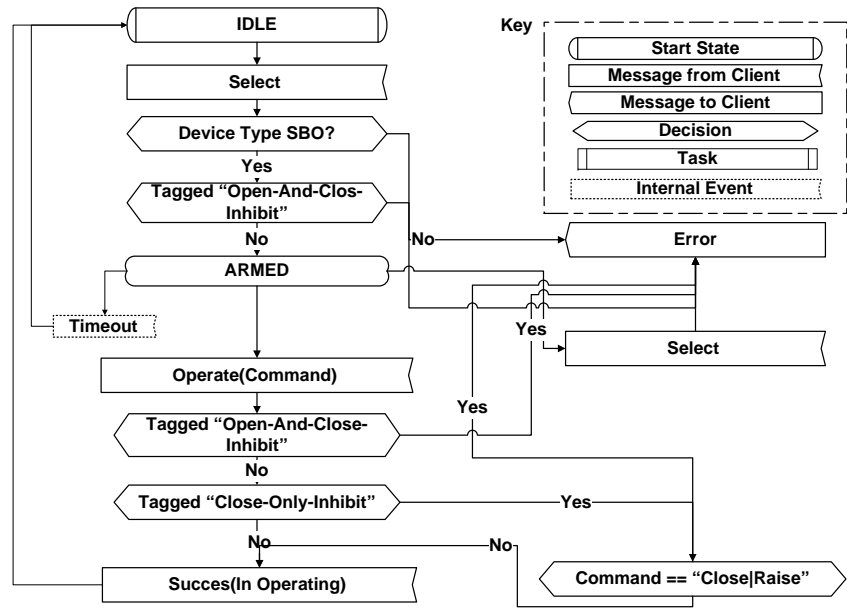 IDLE
Select
Device Type SBO?
Yes
Tagged “Open-And-Clos-
Inhibit”
No
No
ARMED
Timeout
Operate(Command)
Tagged “Open-And-Close-
Inhibit”
No
Tagged “Close-Only-Inhibit”
No
Succes(In Operating)
Key
Start State
Message from Client
Message to Client
Decision
Task
Internal Event
Error
Yes
Select
Yes
Yes
No
Command == “Close|Raise”